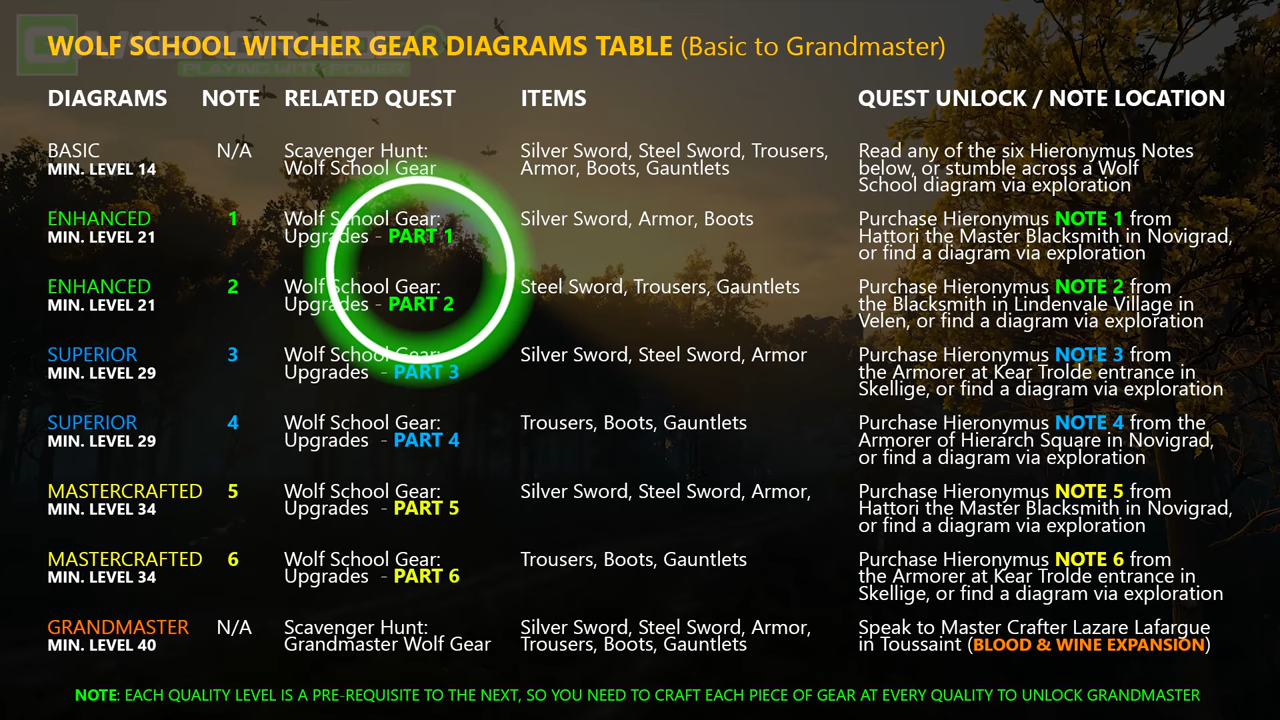 WOLF SCHOOL WITCHER GEAR DIAGRAMS TABLE (Basic to Grandmaster)
PLAYING WITH POWER
DIAGRAMS NOTE RELATED QUEST ITEMS QUEST UNLOCK / NOTE LOCATION
BASIC N/A Scavenger Hunt: Silver Sword, Steel Sword, Trousers, Read any of the six Hieronymus Notes
MIN. LEVEL 14 Wolf School Gear Armor, Boots, Gauntlets below, or stumble across a Wolf
School diagram via exploration
ENHANCED 1 Wolf School Gear: Silver Sword, Armor, Boots Purchase Hieronymus NOTE 1 from
MIN. LEVEL 21 Upgrades - PART 1 Hattori the Master Blacksmith in Novigrad,
or find a diagram via exploration
ENHANCED 2 Wolf School Gear: Steel Sword, Trousers, Gauntlets Purchase Hieronymus NOTE 2 from
MIN. LEVEL 21 Upgrades - PART 2 the Blacksmith in Lindenvale Village in
Velen, or find a diagram via exploration
SUPERIOR 3 Wolf School Gear: Silver Sword, Steel Sword, Armor Purchase Hieronymus NOTE 3 from
MIN. LEVEL 29 Upgrades - PART 3 the Armorer at Kear Trolde entrance in
Skellige, or find a diagram via exploration
SUPERIOR 4 Wolf School Gear: Trousers, Boots, Gauntlets Purchase Hieronymus NOTE 4 from the
MIN. LEVEL 29 Upgrades - PART 4 Armorer of Hierarch Square in Novigrad,
or find a diagram via exploration
MASTERCRAFTED 5 Wolf School Gear: Silver Sword, Steel Sword, Armor, Purchase Hieronymus NOTE 5 from
MIN. LEVEL 34 Upgrades - PART 5 Hattori the Master Blacksmith in Novigrad,
or find a diagram via exploration
MASTERCRAFTED 6 Wolf School Gear: Trousers, Boots, Gauntlets Purchase Hieronymus NOTE 6 from
MIN. LEVEL 34 Upgrades - PART 6 the Armorer at Kear Trolde entrance in
Skellige, or find a diagram via exploration
GRANDMASTER N/A Scavenger Hunt: Silver Sword, Steel Sword, Armor, Speak to Master Crafter Lazare Lafargue
MIN. LEVEL 40 Grandmaster Wolf Gear Trousers, Boots, Gauntlets in Toussaint (BLOOD & WINE EXPANSION)
NOTE: EACH QUALITY LEVEL IS A PRE-REQUISITE TO THE NEXT, SO YOU NEED TO CRAFT EACH PIECE OF GEAR AT EVERY QUALITY TO UNLOCK GRANDMASTER